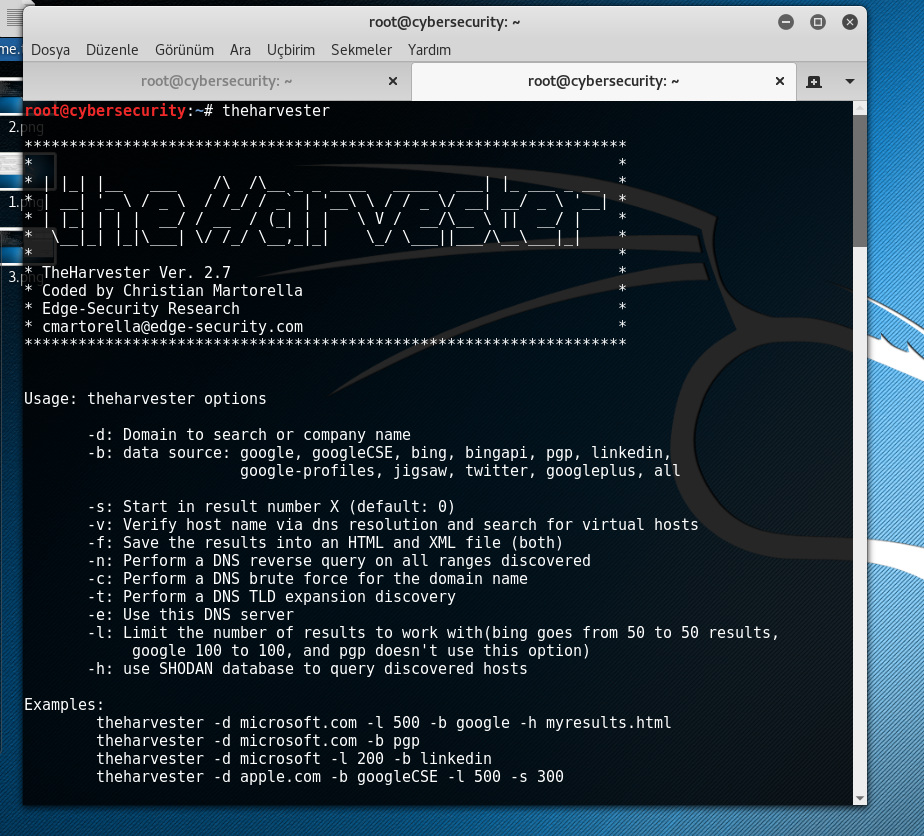 root@cybersecurity: ~
Dosya Düzenle Görünüm Ara Uçbirim Sekmeler Yardım
root@cybersecurity: ~ × root@cybersecurity: ~ ×
root@cybersecurity:~# theharvester
*******************************************************************
* *
* | |_| |__ ___ /\ /\__ _ _ ____ _____ ___| |_ ___ _ __ *
* | __| '_ \ / _ \ / /_/ / _` | '__\ \ / / _ \/ __| __/ _ \ '__| *
* | |_| | | | __/ / __ / (_| | | \ V / __/\__ \ || __/ | *
* \__|_| |_|\___| \/ /_/ \__,_|_| \_/ \___||___/\__\___|_| *
* *
* TheHarvester Ver. 2.7 *
* Coded by Christian Martorella *
* Edge-Security Research *
* cmartorella@edge-security.com *
*******************************************************************
Usage: theharvester options
-d: Domain to search or company name
-b: data source: google, googleCSE, bing, bingapi, pgp, linkedin,
google-profiles, jigsaw, twitter, googleplus, all
-s: Start in result number X (default: 0)
-v: Verify host name via dns resolution and search for virtual hosts
-f: Save the results into an HTML and XML file (both)
-n: Perform a DNS reverse query on all ranges discovered
-c: Perform a DNS brute force for the domain name
-t: Perform a DNS TLD expansion discovery
-e: Use this DNS server
-l: Limit the number of results to work with(bing goes from 50 to 50 results,
google 100 to 100, and pgp doesn't use this option)
-h: use SHODAN database to query discovered hosts
Examples:
theharvester -d microsoft.com -l 500 -b google -h myresults.html
theharvester -d microsoft.com -b pgp
theharvester -d microsoft -l 200 -b linkedin
theharvester -d apple.com -b googleCSE -l 500 -s 300
2.png
1.png
3.png